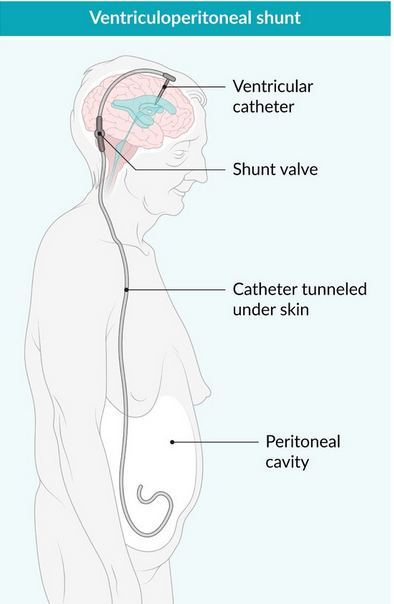 Ventriculoperitoneal shunt
Ventricular
catheter
Shunt valve
Catheter tunneled
under skin
Peritoneal
cavity